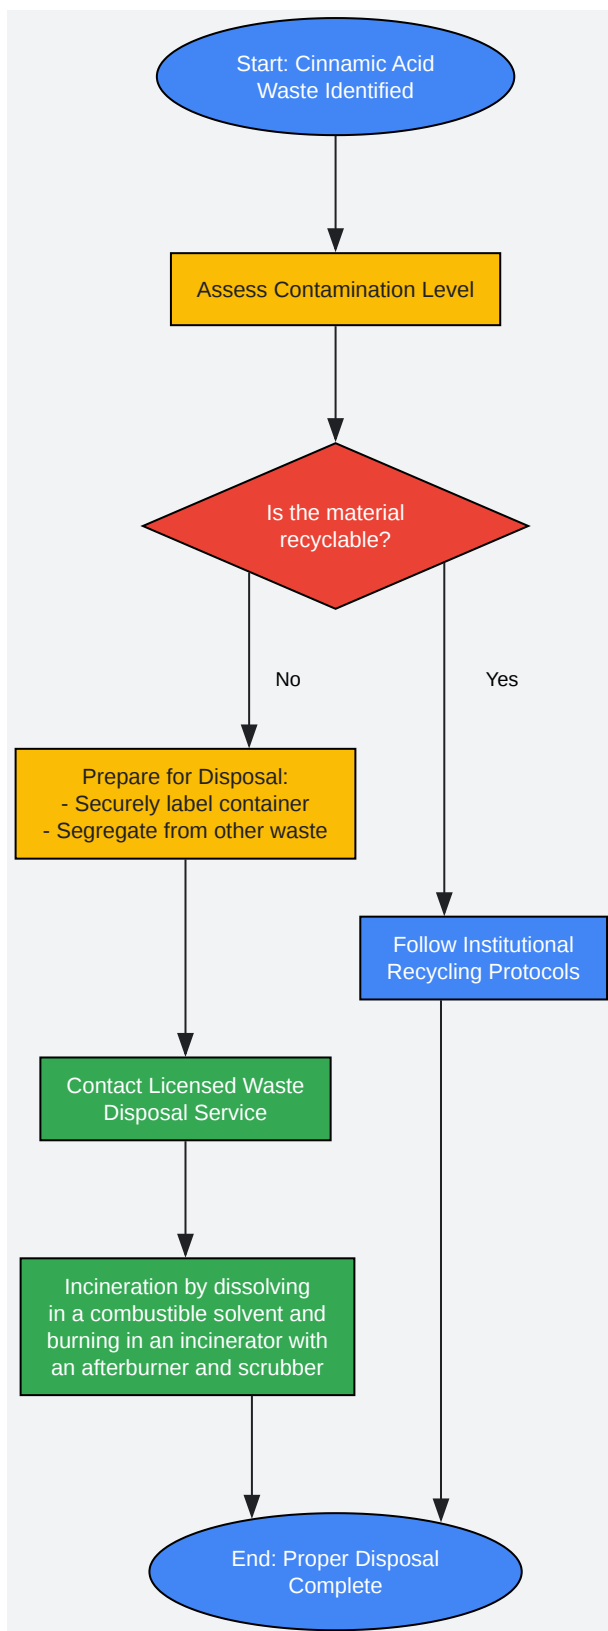 Start: Cinnamic Acid
Waste Identified
Assess Contamination Level
Is the material
recyclable?
No
Yes
Prepare for Disposal:
- Securely label container
- Segregate from other waste
Follow Institutional
Recycling Protocols
Contact Licensed Waste
Disposal Service
Incineration by dissolving
in a combustible solvent and
burning in an incinerator with
an afterburner and scrubber
End: Proper Disposal
Complete